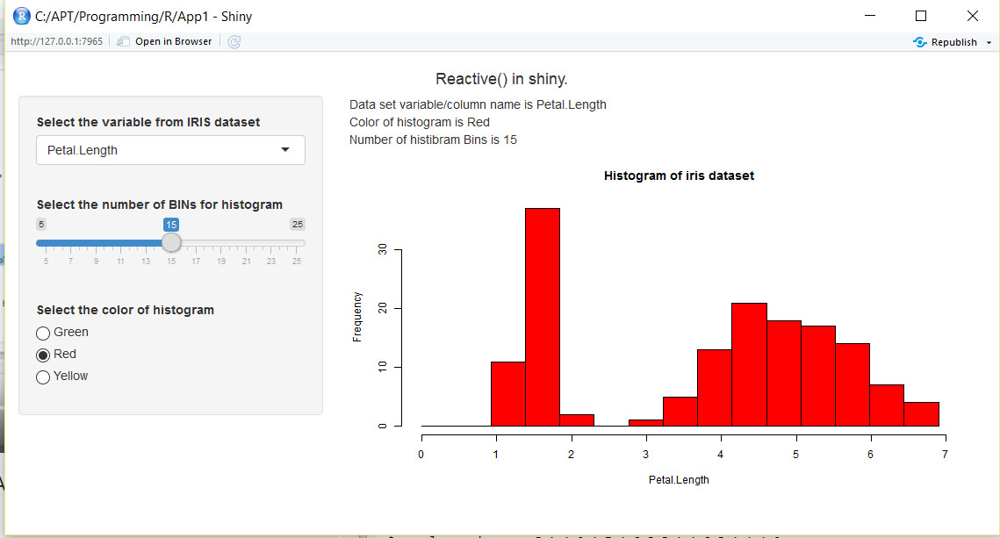 C:/APT/Programming/R/App1 - Shiny
http://127.0.0.1:7965 Open in Browser Republish
Reactive() in shiny.
Select the variable from IRIS dataset
Petal.Length
Select the number of BINs for histogram
5 15 25
5 7 9 11 13 15 17 19 21 23 25
Select the color of histogram
Green
Red
Yellow
Data set variable/column name is Petal.Length
Color of histogram is Red
Number of histibram Bins is 15
Histogram of iris dataset
Frequency
30
20
10
0
0 1 2 3 4 5 6 7
Petal.Length